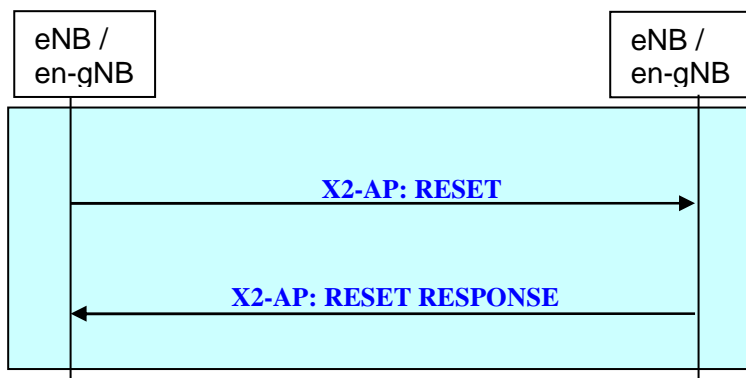 eNB /
en-gNB
eNB /
en-gNB
X2-AP: RESET
X2-AP: RESET RESPONSE